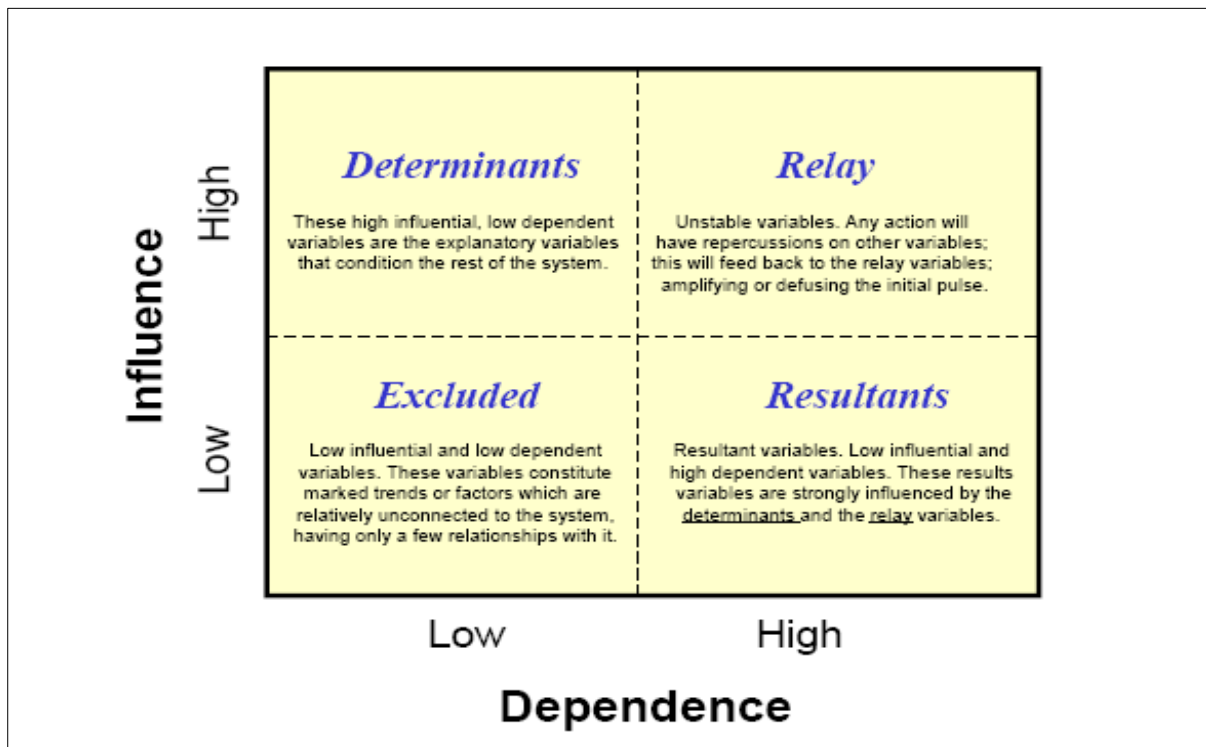 Influence
High
Low
Determinants
These high influential, low dependent
variables are the explanatory variables
that condition the rest of the system.
Relay
Unstable variables. Any action will
have repercussions on other variables;
this will feed back to the relay variables;
amplifying or defusing the initial pulse.
Excluded
Low influential and low dependent
variables. These variables constitute
marked trends or factors which are
relatively unconnected to the system,
having only a few relationships with it.
Resultants
Resultant variables. Low influential and
high dependent variables. These results
variables are strongly influenced by the
determinants and the relay variables.
Low
High
Dependence